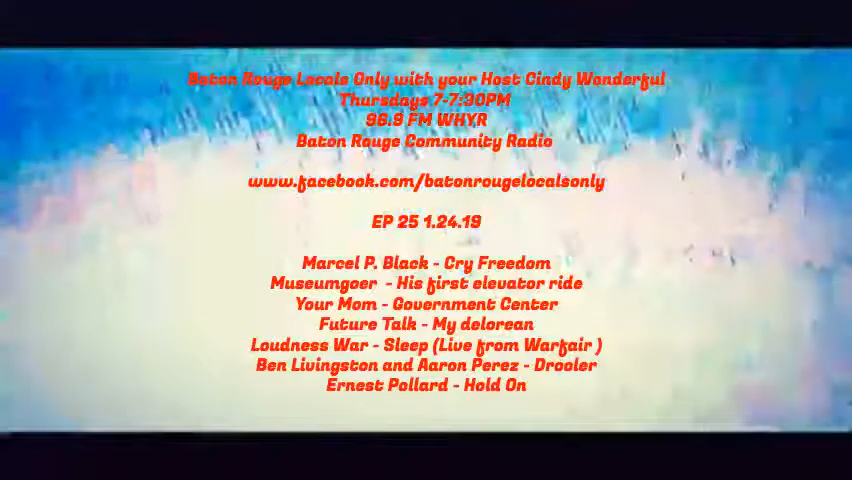 Baton Rouge Locals Only with your Host Cindy Wonderful
Thursdays 7-7:30PM
96.9 FM WHYR
Baton Rouge Community Radio
www.facebook.com/batonrougelocalsonly
EP 25 1.24.19
Marcel P. Black - Cry Freedom
Museumgoer - His first elevator ride
Your Mom - Government Center
Future Talk - My delorean
Loudness War - Sleep (Live from Warfair )
Ben Livingston and Aaron Perez - Drooler
Ernest Pollard - Hold On